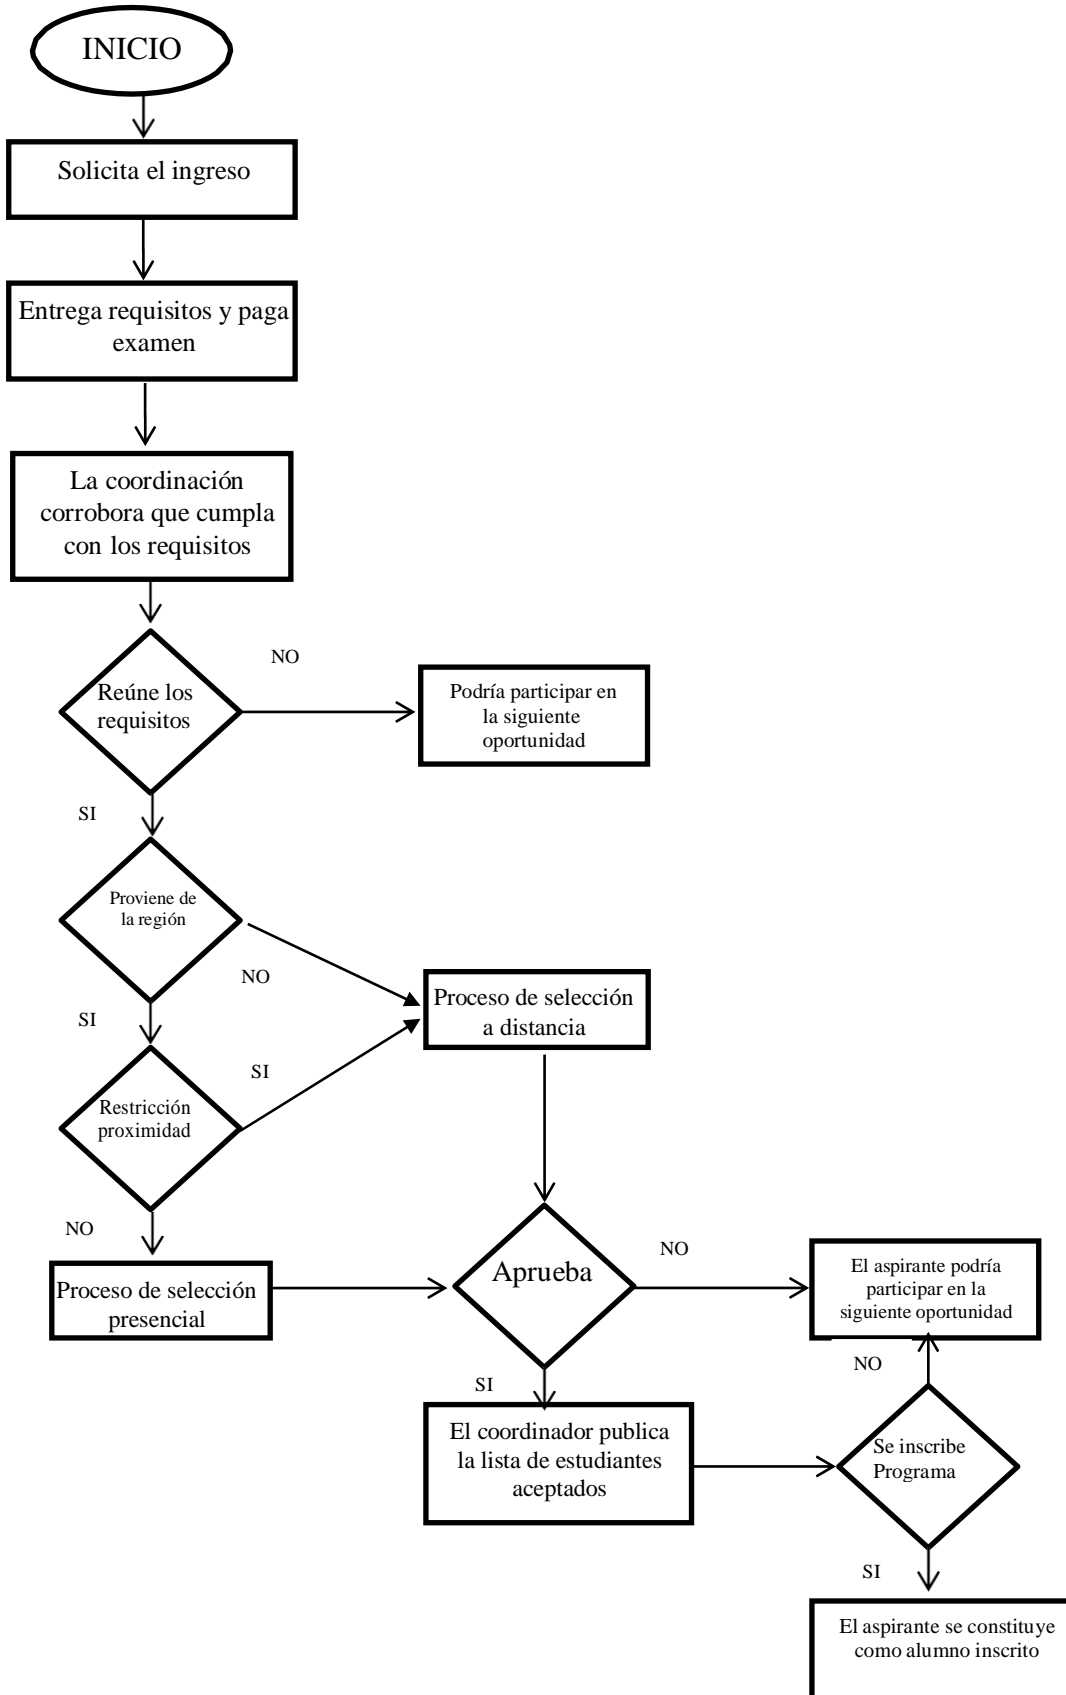 INICIO
Solicita el ingreso
Entrega requisitos y paga
examen
La coordinación
corrobora que cumpla
con los requisitos
NO
Reúne los
requisitos
Podría participar en
la siguiente
oportunidad
SI
Proviene de
la región
NO
Proceso de selección
a distancia
SI
SI
Restricción
proximidad
NO
Proceso de selección
presencial
Aprueba
NO
El aspirante podría
participar en la
siguiente oportunidad
SI
NO
El coordinador publica
la lista de estudiantes
aceptados
Se inscribe
Programa
SI
El aspirante se constituye
como alumno inscrito